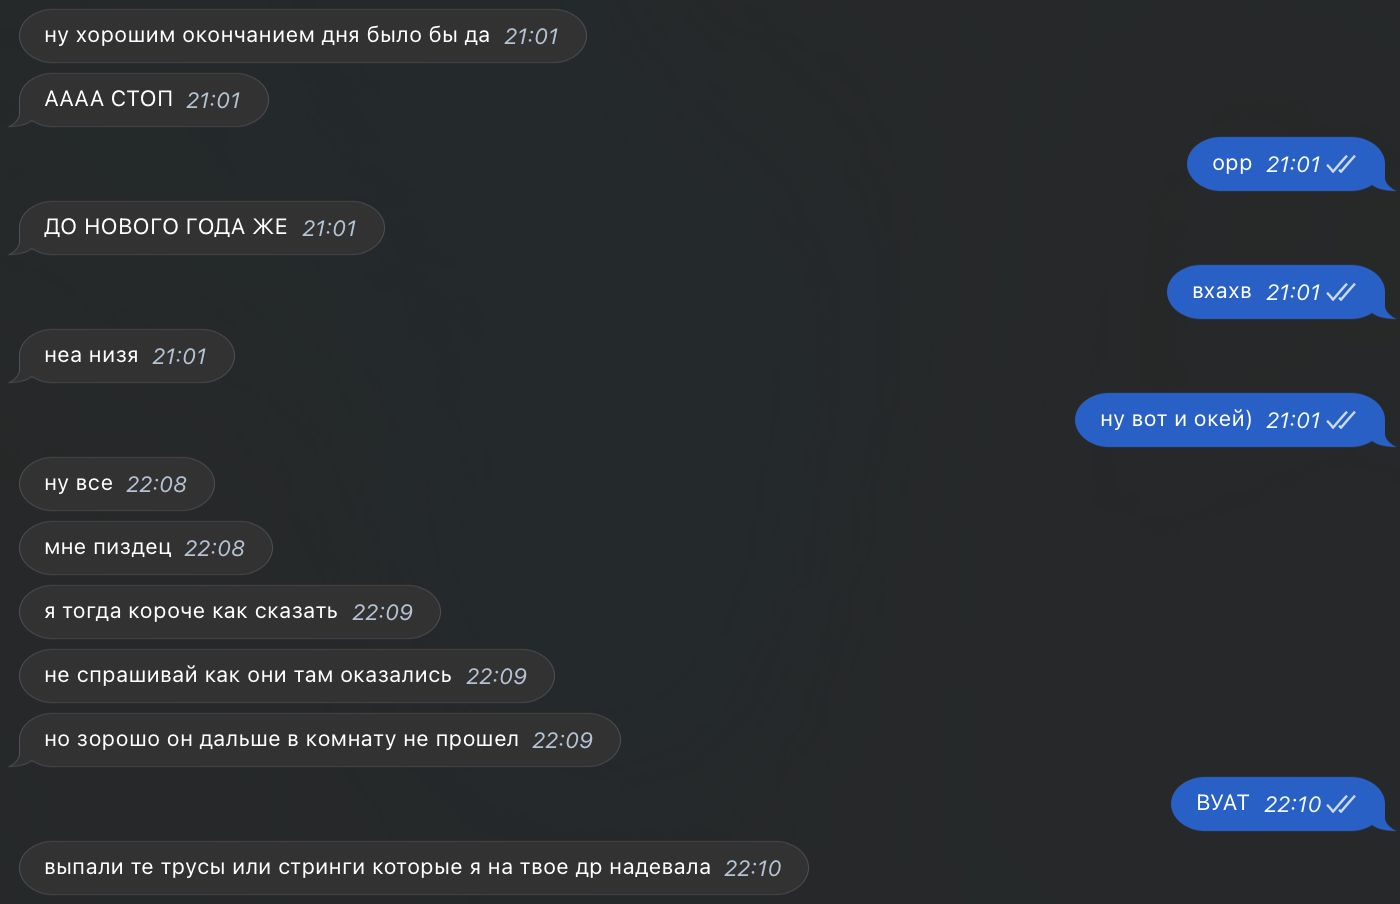 ну хорошим окончанием дня было бы да 21:01
АААА СТОП 21:01
орр 21:01
ДО НОВОГО ГОДА ЖЕ 21:01
вхахв 21:01
неа низя 21:01
ну вот и окей) 21:01
ну все 22:08
мне пиздец 22:08
я тогда короче как сказать 22:09
не спрашивай как они там оказались 22:09
но зорошо он дальше в комнату не прошел 22:09
ВУАТ 22:10
выпали те трусы или стринги которые я на твое др надевала 22:10